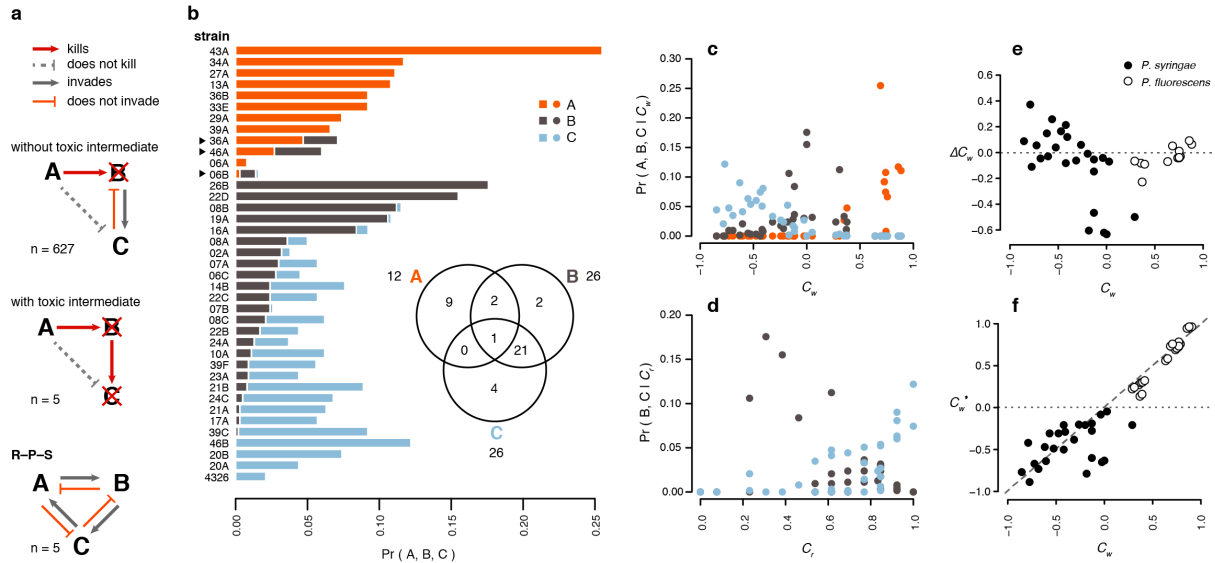 a
kills
does not kill
invades
does not invade
without toxic intermediate
A
B
C
n = 627
with toxic intermediate
A
B
C
n = 5
R–P–S
A
B
C
n = 5
b
strain
43A
34A
27A
13A
36B
33E
29A
39A
36A
46A
06A
06B
26B
22D
08B
19A
16A
08A
02A
07A
06C
14B
22C
07B
08C
22B
24A
10A
39F
23A
21B
24C
21A
17A
39C
46B
20B
20A
4326
0.00
0.05
0.10
0.15
0.20
0.25
Pr ( A, B, C )
A
B
C
12 A
B 26
9
2
2
1
0
21
4
C
26
c
Pr ( A, B, C | Cw)
0.30
0.25
0.20
0.15
0.10
0.05
0.00
−1.0
−0.5
0.0
0.5
1.0
Cw
d
Pr ( B, C | Cr)
0.20
0.15
0.10
0.05
0.00
0.0
0.2
0.4
0.6
0.8
1.0
Cr
e
P. syringae
P. fluorescens
ΔCw
0.6
0.4
0.2
0.0
−0.2
−0.4
−0.6
−1.0
−0.5
0.0
0.5
1.0
Cw
f
Cw*
1.0
0.5
0.0
−0.5
−1.0
−1.0
−0.5
0.0
0.5
1.0
Cw